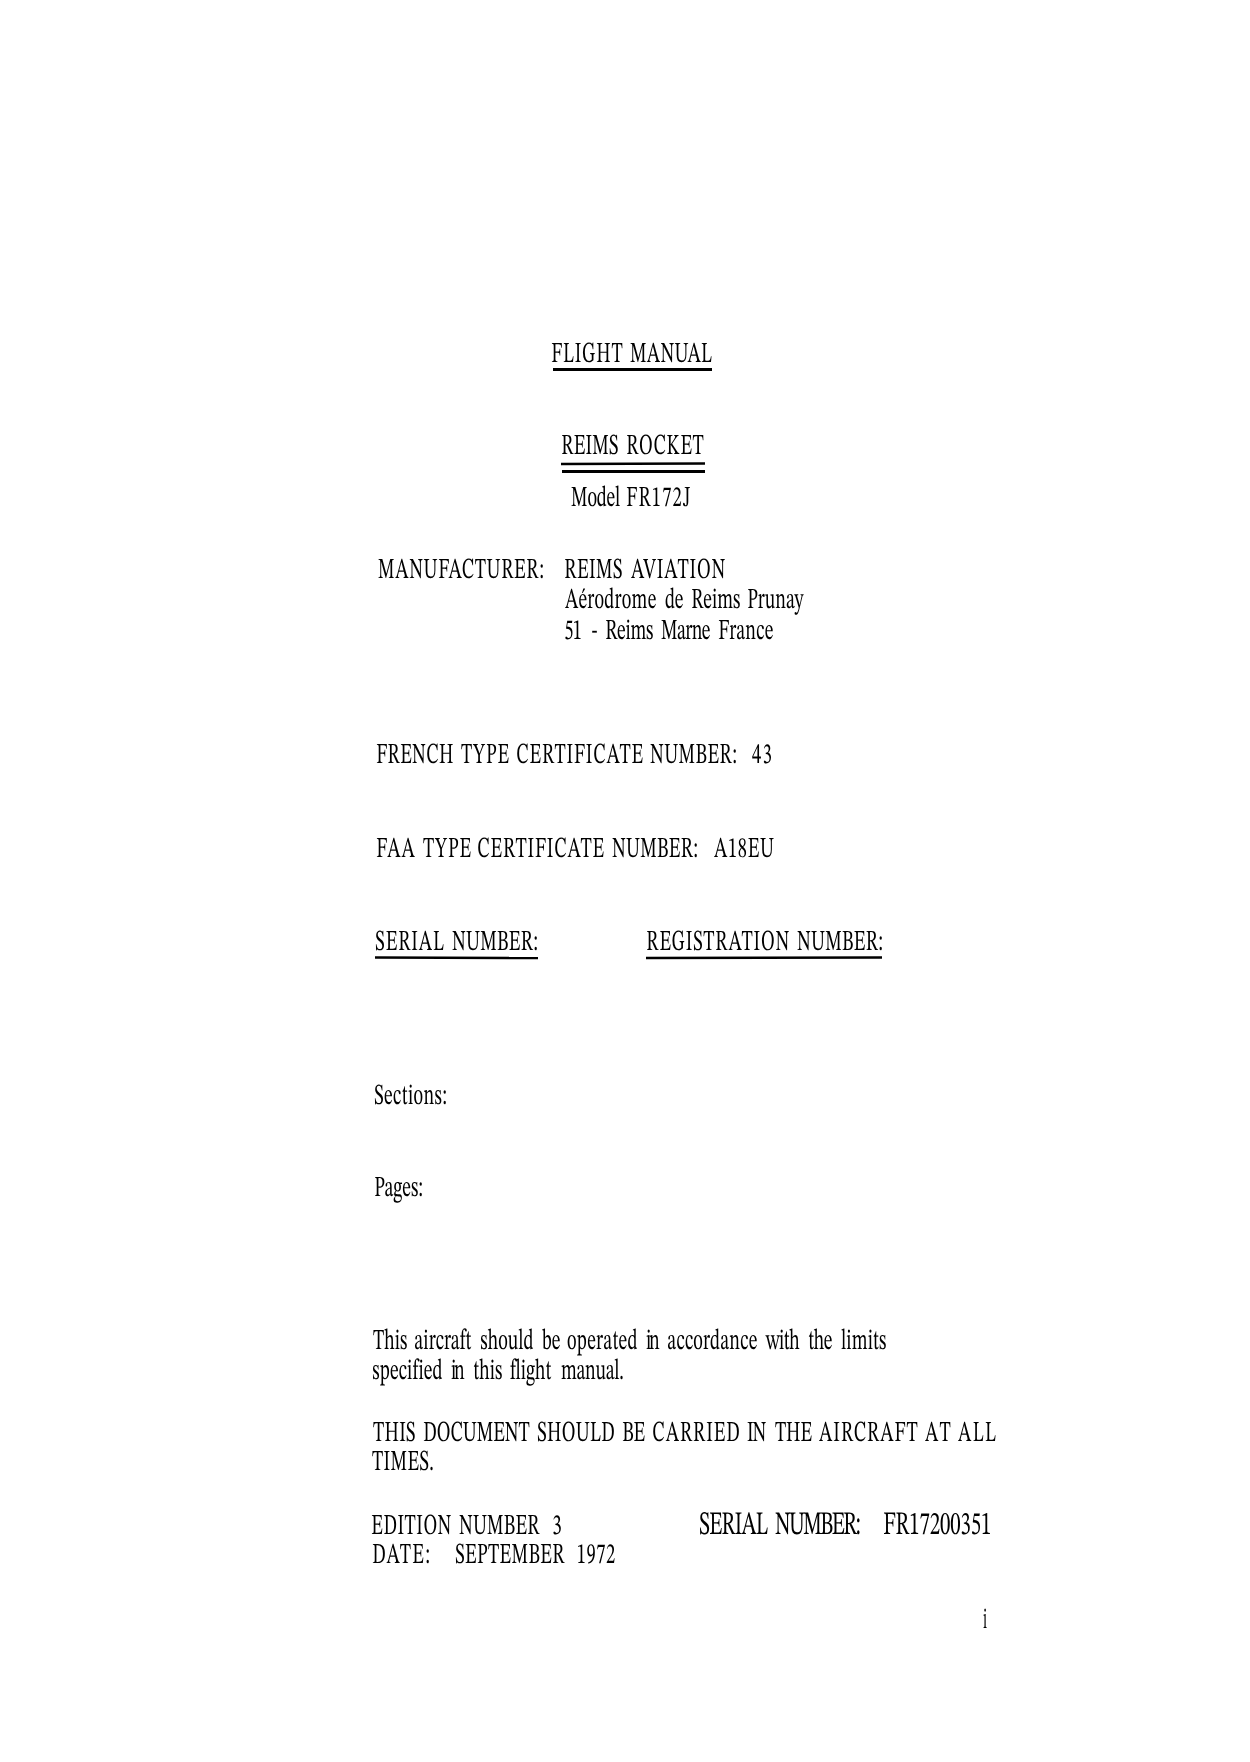 FLIGHT MANUAL
REIMS ROCKET
Model FR172J
MANUFACTURER: REIMS AVIATION
Aérodrome de Reims Prunay
51 - Reims Marne France
FRENCH TYPE CERTIFICATE NUMBER: 43
FAA TYPE CERTIFICATE NUMBER: A18EU
SERIAL NUMBER: REGISTRATION NUMBER:
Sections:
Pages:
This aircraft should be operated in accordance with the limits
specified in this flight manual.
THIS DOCUMENT SHOULD BE CARRIED IN THE AIRCRAFT AT ALL
TIMES.
EDITION NUMBER 3 SERIAL NUMBER: FR17200351
DATE: SEPTEMBER 1972
i